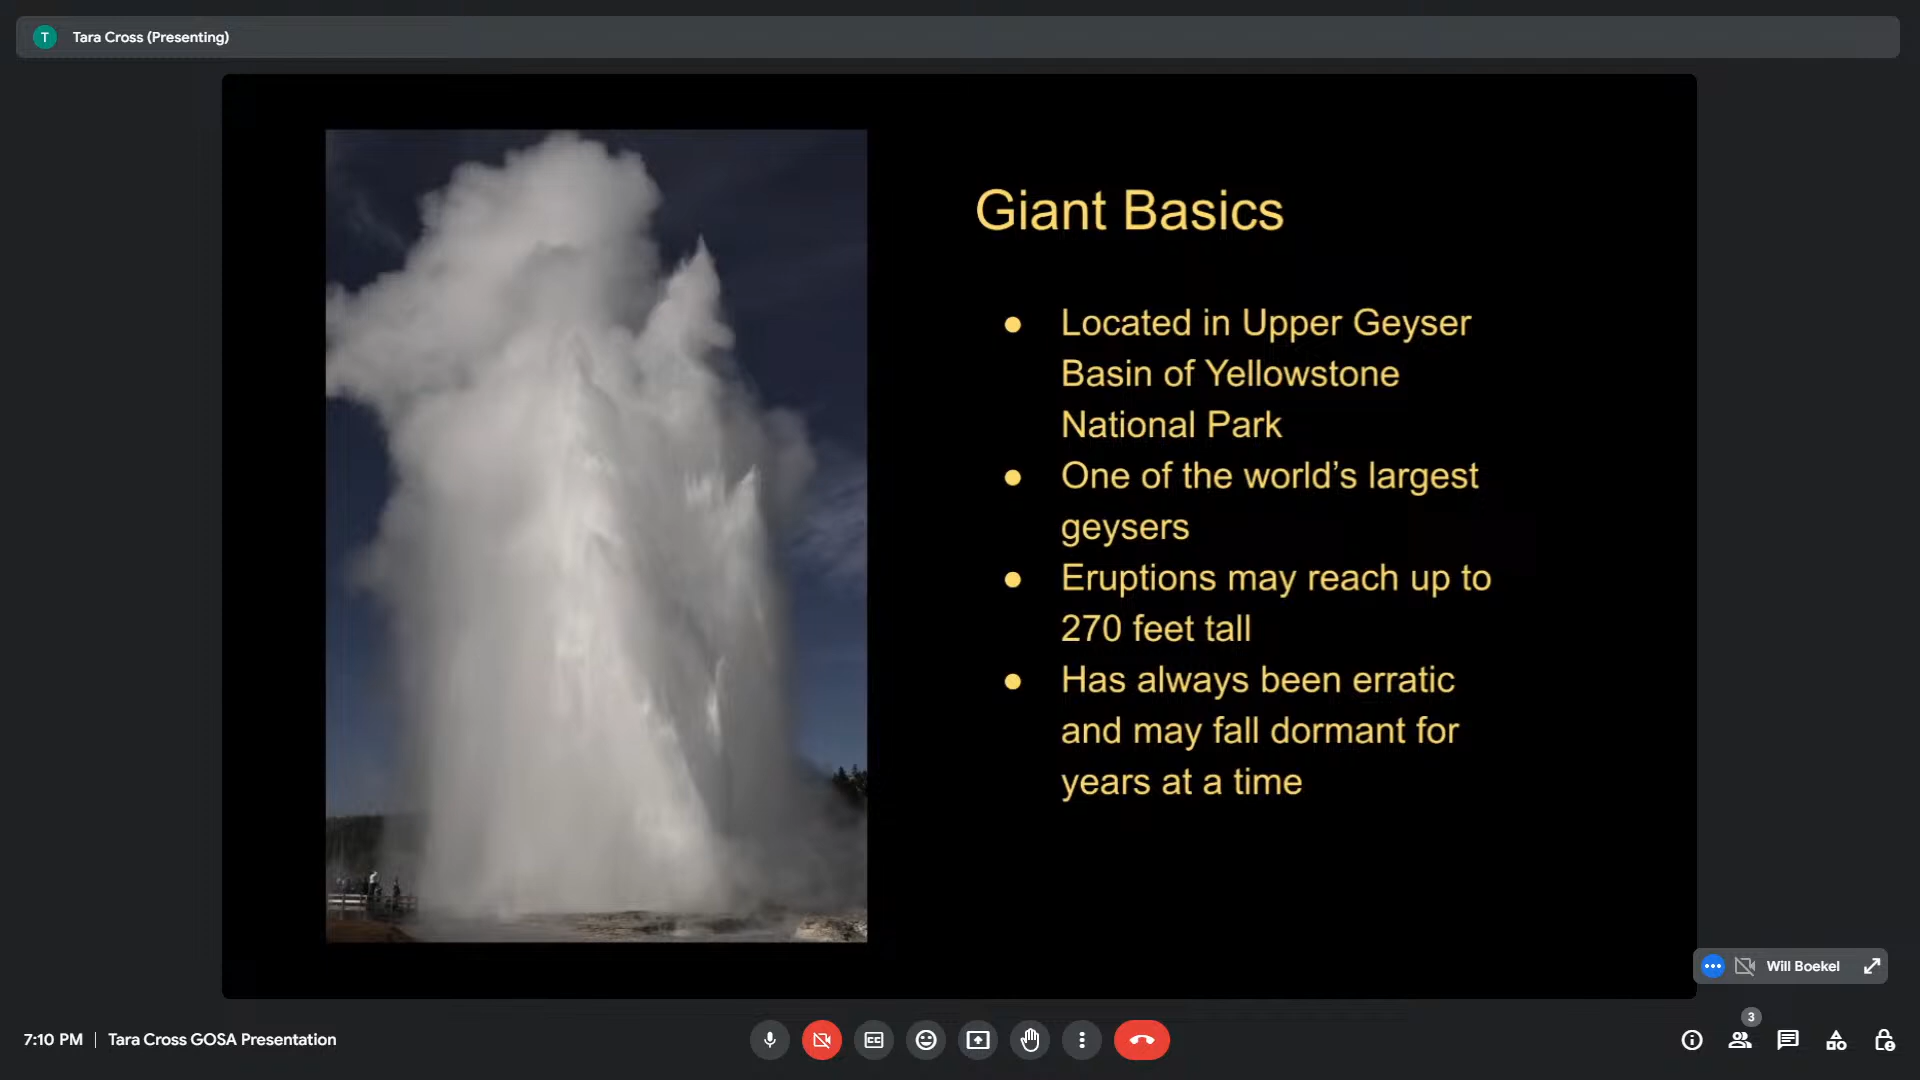 T Tara Cross (Presenting)
Giant Basics
● Located in Upper Geyser
Basin of Yellowstone
National Park
● One of the world's largest
geysers
● Eruptions may reach up to
270 feet tall
● Has always been erratic
and may fall dormant for
years at a time
Will Boekel
3
7:10 PM | Tara Cross GOSA Presentation
CC